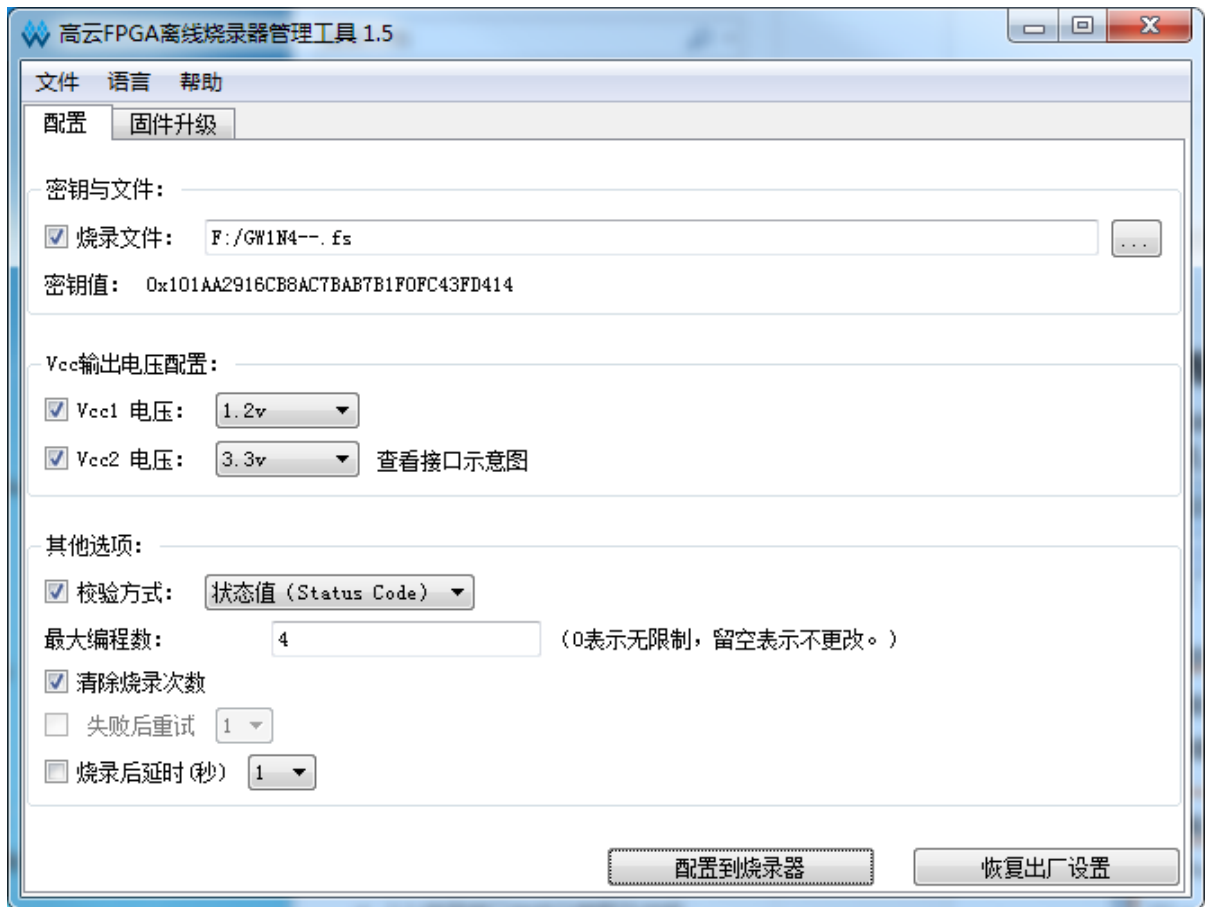 高云FPGA离线烧录器管理工具 1.5
文件 语言 帮助
配置 固件升级
密钥与文件:
烧录文件: F:/GW1N4--.fs ...
密钥值: 0x101AA2916CB8AC7BAB7B1F0FC43FD414
Vcc输出电压配置:
Vcc1 电压: 1.2v
Vcc2 电压: 3.3v 查看接口示意图
其他选项:
校验方式: 状态值 (Status Code)
最大编程数: 4 (0表示无限制,留空表示不更改。)
清除烧录次数
失败后重试 1
烧录后延时(秒) 1
配置到烧录器 恢复出厂设置